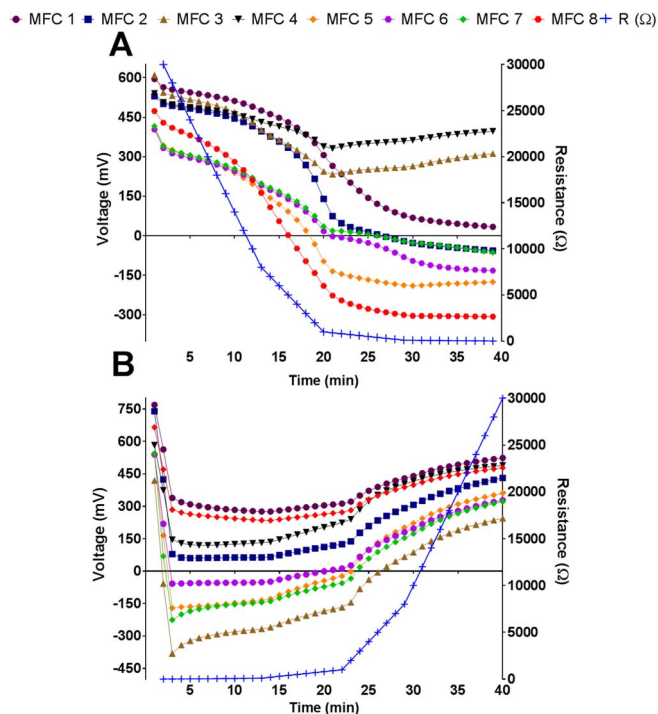 MFC 1 MFC 2 MFC 3 MFC 4 MFC 5 MFC 6 MFC 7 MFC 8 R (Ω)
A
600
450
300
150
0
-150
-300
Voltage (mV)
30000
25000
20000
15000
10000
5000
0
Resistance (Ω)
5 10 15 20 25 30 35 40
Time (min)
B
750
600
450
300
150
0
-150
-300
-450
Voltage (mV)
30000
25000
20000
15000
10000
5000
0
Resistance (Ω)
5 10 15 20 25 30 35 40
Time (min)